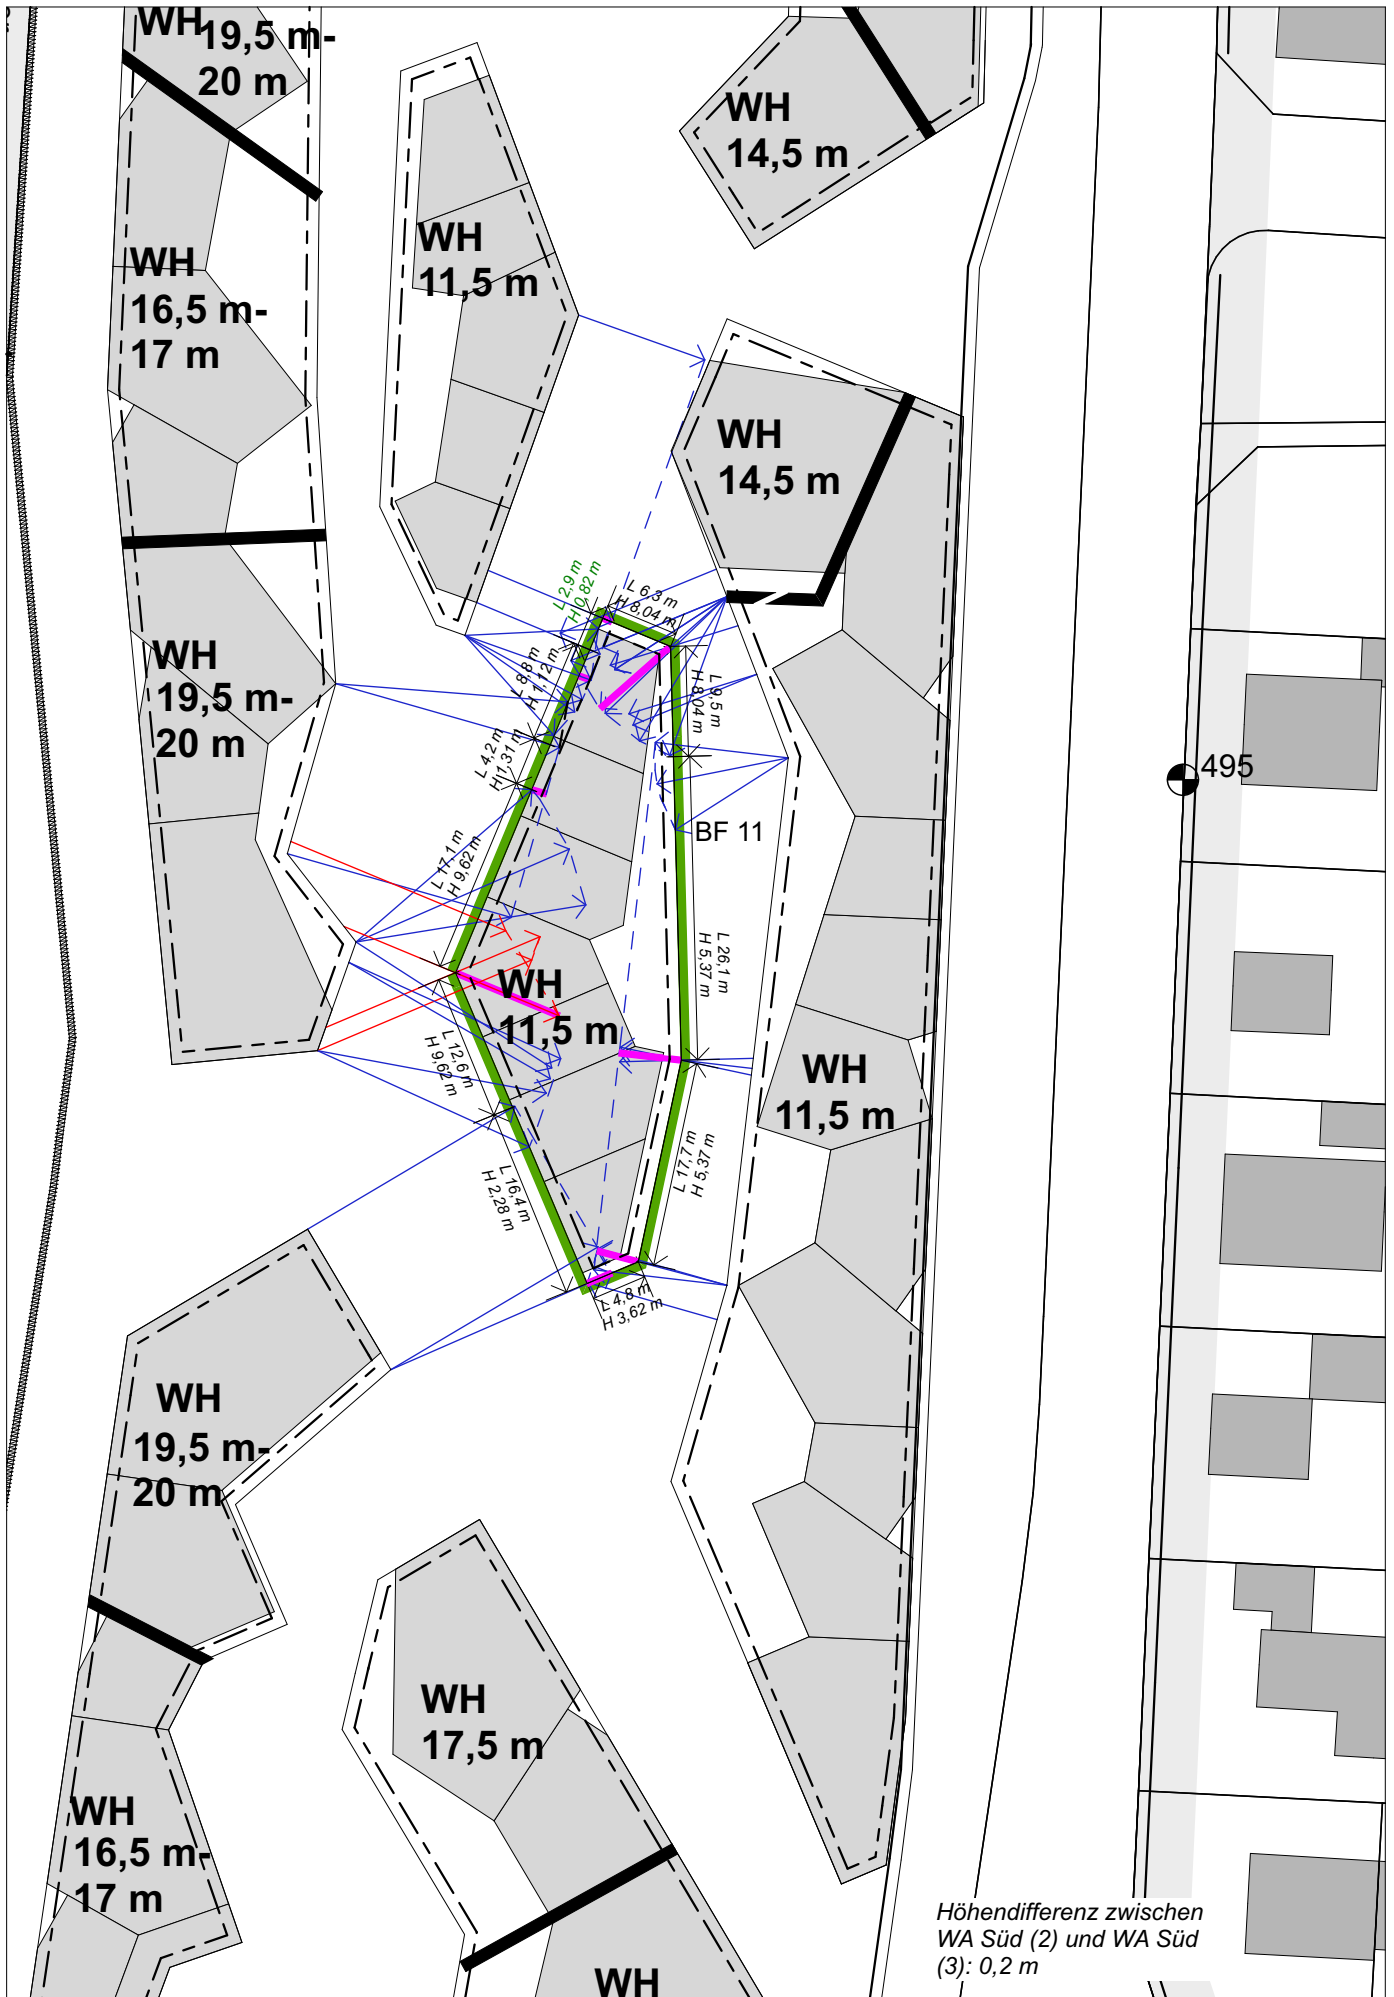 WH
19,5 m-
20 m
WH
14,5 m
WH
11,5 m
WH
16,5 m-
17 m
WH
14,5 m
L 2,9 m
H 0,82 m
L 6,3 m
H 8,04 m
WH
19,5 m-
20 m
L 8,8 m
H 1,12 m
L 9,5 m
H 8,04 m
L 4,2 m
H 1,31 m
495
BF 11
L 17,1 m
H 9,62 m
L 26,1 m
H 5,37 m
WH
11,5 m
L 12,6 m
H 9,62 m
WH
11,5 m
L 17,7 m
H 5,37 m
L 16,4 m
H 2,28 m
L 4,8 m
H 3,62 m
WH
19,5 m-
20 m
WH
17,5 m
WH
16,5 m-
17 m
Höhendifferenz zwischen
WA Süd (2) und WA Süd
(3): 0,2 m
WH